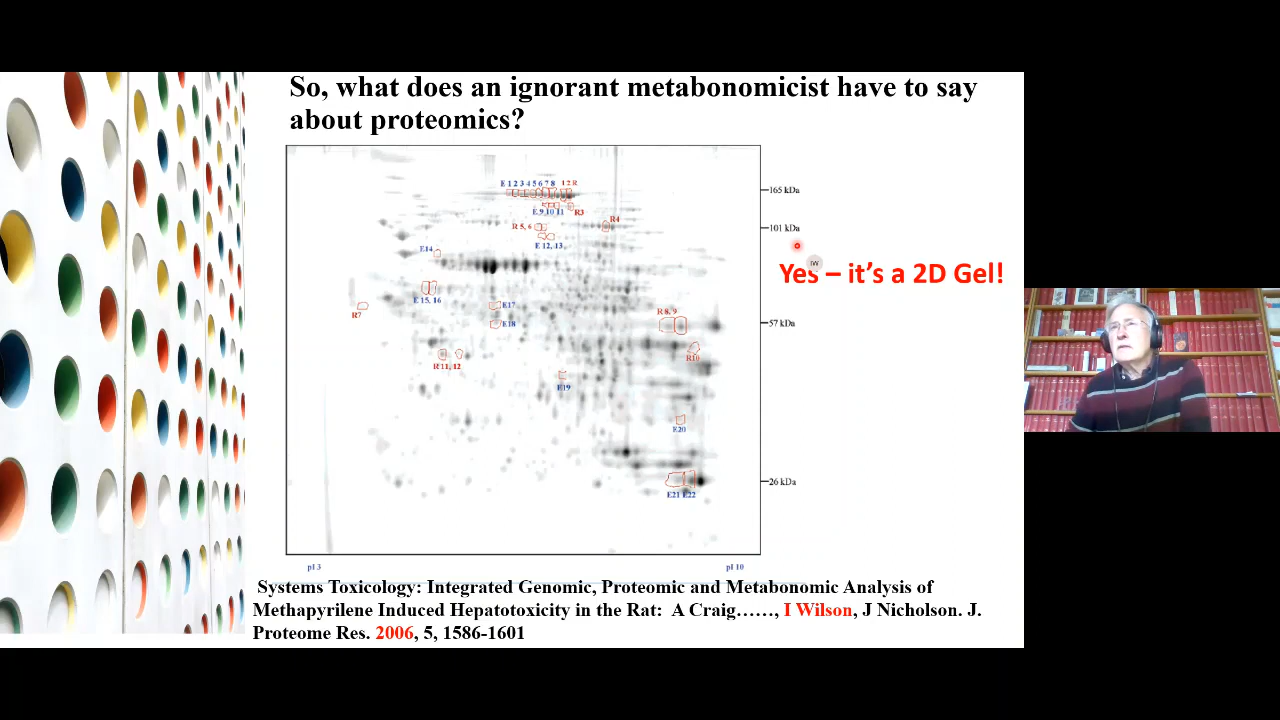 So, what does an ignorant metabonomicist have to say
about proteomics?
E 1 2 3 4 5 6 7 8 1 2 R
E 9 10 11 R3
R4
R 5, 6
E 12, 13
E14
E 15, 16
E17
E18
R7
R 8, 9
R10
R 11, 12
E19
E20
E21 E22
165 kDa
101 kDa
57 kDa
26 kDa
IW
Yes – it's a 2D Gel!
pI 3
pI 10
Systems Toxicology: Integrated Genomic, Proteomic and Metabonomic Analysis of
Methapyrilene Induced Hepatotoxicity in the Rat: A Craig……, I Wilson, J Nicholson. J.
Proteome Res. 2006, 5, 1586-1601